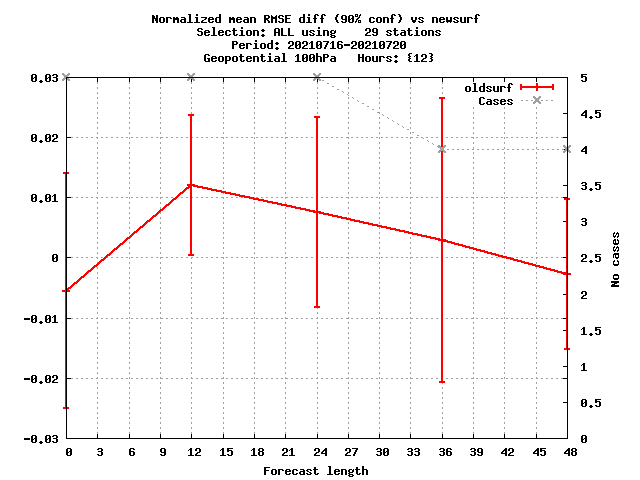 Normalized mean RMSE diff (90% conf) vs newsurf
Selection: ALL using    29 stations
Period: 20210716-20210720
Geopotential 100hPa   Hours: {12}
oldsurf
Cases
0.03
0.02
0.01
0
-0.01
-0.02
-0.03
5
4.5
4
3.5
3
2.5
2
1.5
1
0.5
0
No cases
0 3 6 9 12 15 18 21 24 27 30 33 36 39 42 45 48
Forecast length